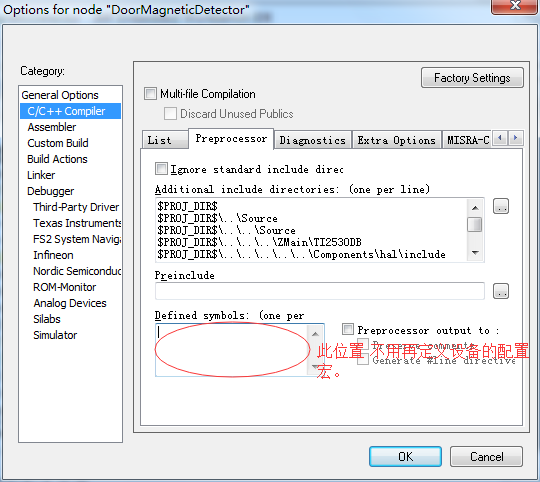 Options for node "DoorMagneticDetector"
Category:
General Options
C/C++ Compiler
Assembler
Custom Build
Build Actions
Linker
Debugger
Third-Party Driver
Texas Instruments
FS2 System Naviga
Infineon
Nordic Semiconduc
ROM-Monitor
Analog Devices
Silabs
Simulator
Factory Settings
Multi-file Compilation
Discard Unused Publics
List
Preprocessor
Diagnostics
Extra Options
MISRA-C
Ignore standard include direc
Additional include directories: (one per line)
$PROJ_DIR$
$PROJ_DIR$\..\Source
$PROJ_DIR$\..\..\Source
$PROJ_DIR$\..\..\..\ZMain\TI2530DB
$PROJ_DIR$\..\..\..\..\..\Components\hal\include
...
Preinclude
...
Defined symbols: (one per
Preprocessor output to :
Preserve comments
Generate #line directive
此位置 不用再定义设备的配置
宏。
OK
Cancel